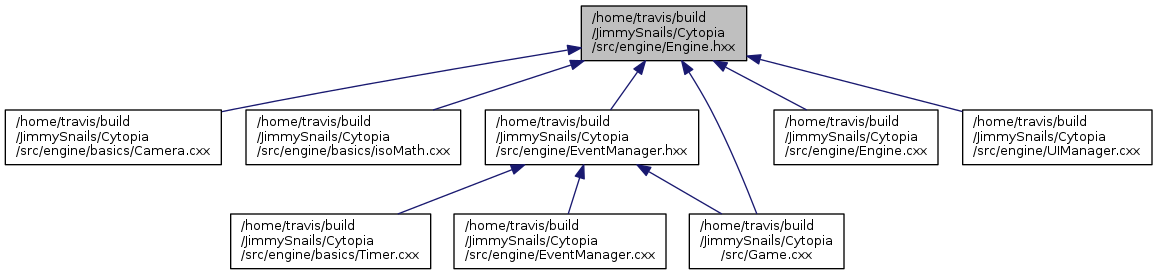 /home/travis/build
/JimmySnails/Cytopia
/src/engine/Engine.hxx
/home/travis/build
/JimmySnails/Cytopia
/src/engine/basics/Camera.cxx
/home/travis/build
/JimmySnails/Cytopia
/src/engine/basics/isoMath.cxx
/home/travis/build
/JimmySnails/Cytopia
/src/engine/EventManager.hxx
/home/travis/build
/JimmySnails/Cytopia
/src/engine/Engine.cxx
/home/travis/build
/JimmySnails/Cytopia
/src/engine/UIManager.cxx
/home/travis/build
/JimmySnails/Cytopia
/src/engine/basics/Timer.cxx
/home/travis/build
/JimmySnails/Cytopia
/src/engine/EventManager.cxx
/home/travis/build
/JimmySnails/Cytopia
/src/Game.cxx